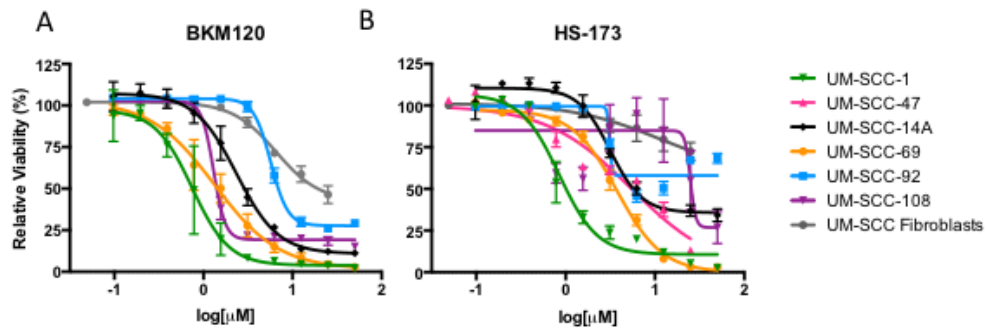 A
BKM120
B
HS-173
Relative Viability (%)
125
100
75
50
25
0
-1
0
1
2
log[µM]
125
100
75
50
25
0
-1
0
1
2
log[µM]
UM-SCC-1
UM-SCC-47
UM-SCC-14A
UM-SCC-69
UM-SCC-92
UM-SCC-108
UM-SCC Fibroblasts